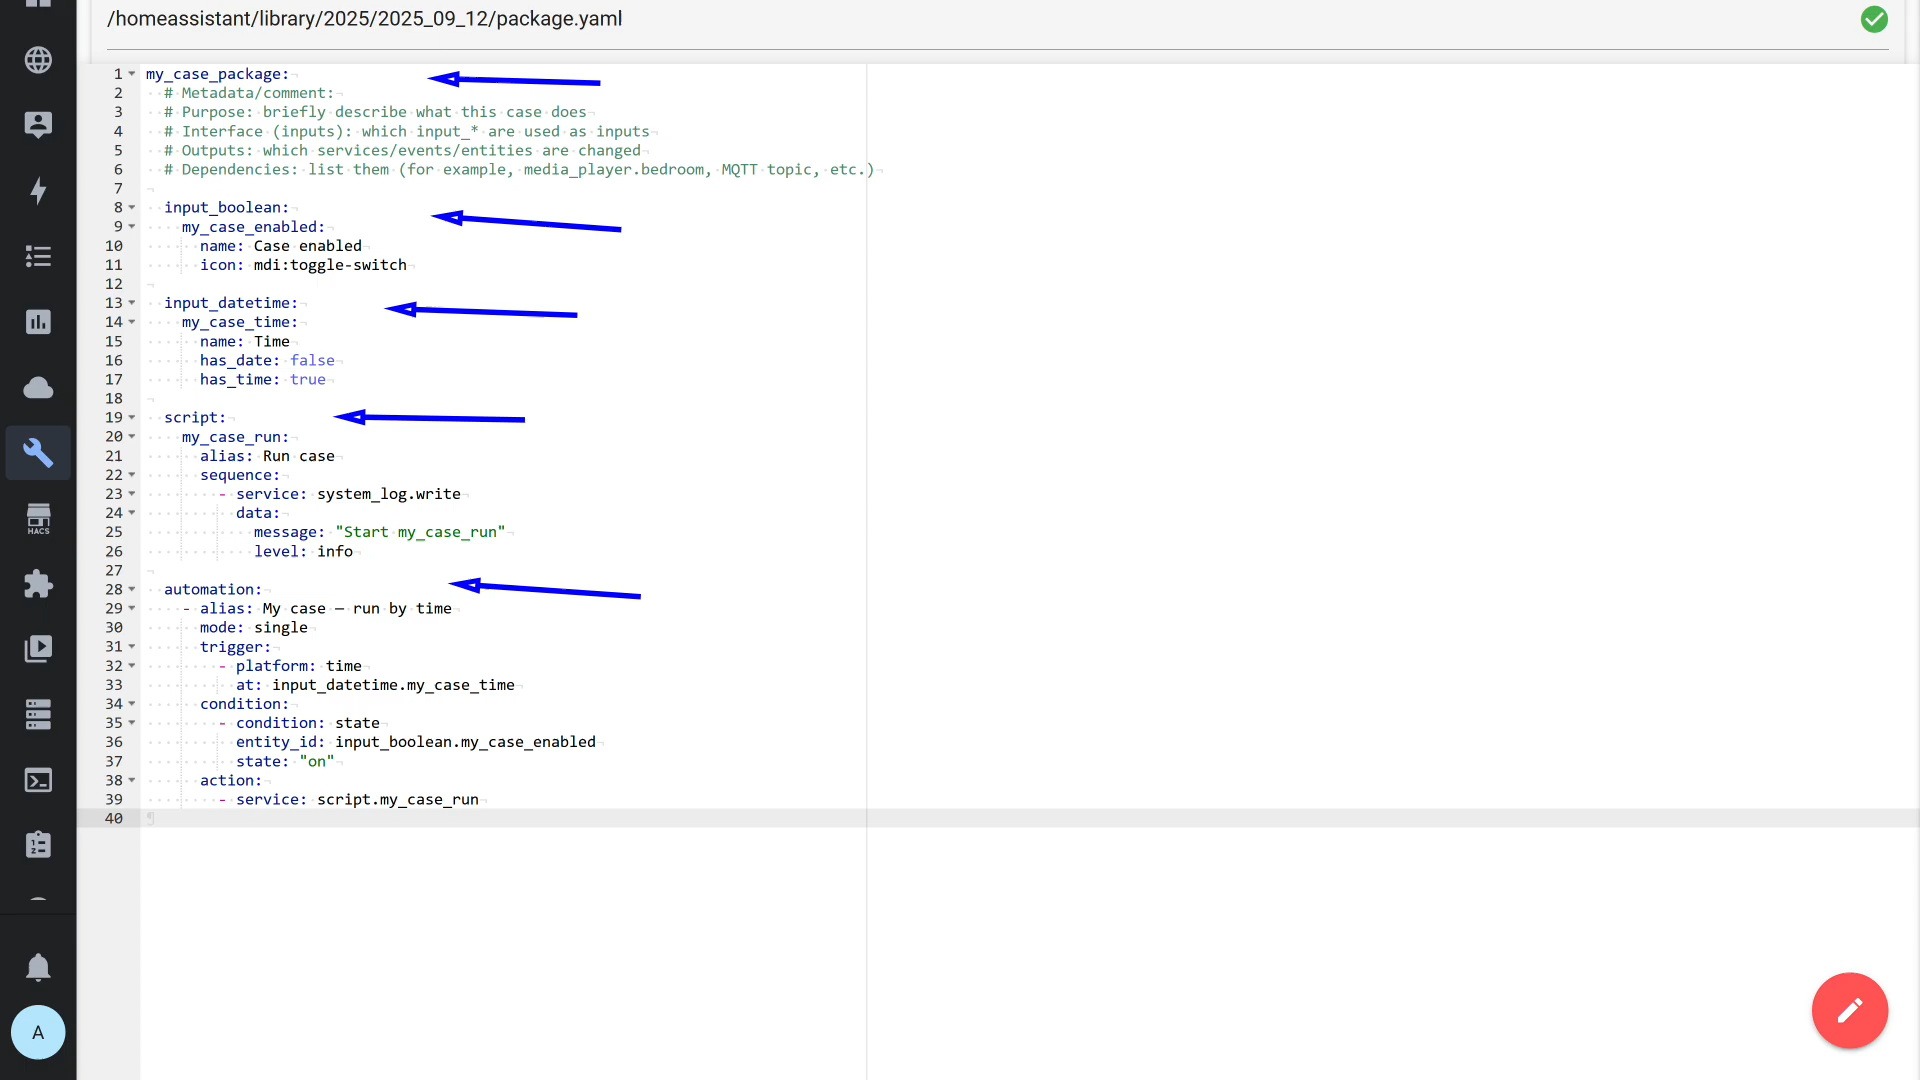 /homeassistant/library/2025/2025_09_12/package.yaml
1 my_case_package:
2   # Metadata/comment:
3   # Purpose: briefly describe what this case does
4   # Interface (inputs): which input_* are used as inputs
5   # Outputs: which services/events/entities are changed
6   # Dependencies: list them (for example, media_player.bedroom, MQTT topic, etc.)
7
8   input_boolean:
9     my_case_enabled:
10       name: Case enabled
11       icon: mdi:toggle-switch
12
13   input_datetime:
14     my_case_time:
15       name: Time
16       has_date: false
17       has_time: true
18
19   script:
20     my_case_run:
21       alias: Run case
22       sequence:
23         - service: system_log.write
24           data:
25             message: "Start my_case_run"
26             level: info
27
28   automation:
29     - alias: My case — run by time
30       mode: single
31       trigger:
32         - platform: time
33           at: input_datetime.my_case_time
34       condition:
35         - condition: state
36           entity_id: input_boolean.my_case_enabled
37           state: "on"
38       action:
39         - service: script.my_case_run
40
HACS
A